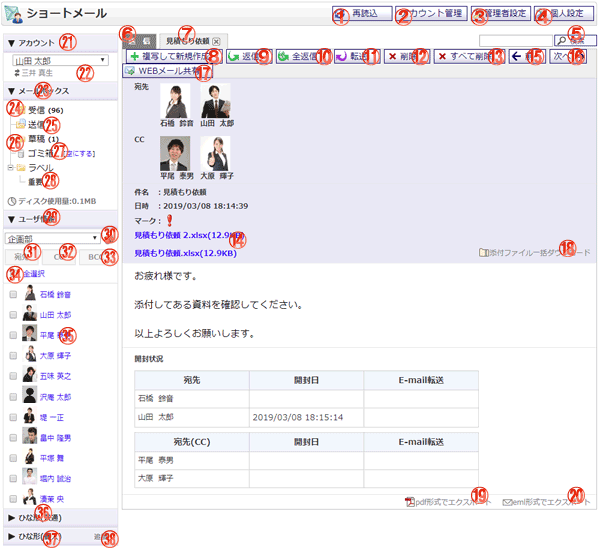 ショートメール
① 再読込
② アカウント管理
③ 管理者設定
④ 個人設定
⑤ 検索
⑥
⑦
見積もり依頼
複写して新規作成 ⑧
返信 ⑨
全返信 ⑩
転送 ⑪
削除 ⑫
すべて削除 ⑬
⑮
次へ ⑯
WEBメール共有 ⑰
▼ アカウント ㉑
山田 太郎
三井 真生 ㉒
▼ メールボックス ㉓
㉔ 受信 (96)
送信 ㉕
㉖ 草稿 (1)
ゴミ箱 ㉗ [空にする]
ラベル
重要 ㉘
ディスク使用量:0.1MB
▼ ユーザ情報 ㉙
企画部 ㉚
宛先 ㉛
CC ㉜
BCC ㉝
㉞ 全選択
石橋 鈴音
山田 太郎
平尾 泰男 ㉟
大原 輝子
五味 英之
沢庵 太郎
堤 一正
畠中 隆男
平塚 舞
堀内 誠治
渡来 央
㊱
▶ ひな形(共通)
▶ ひな形(個人) ㊲
追加 ㊳
宛先
石橋 鈴音 山田 太郎
CC
平尾 泰男 大原 輝子
件名 ：見積もり依頼
日時 ：2019/03/08 18:14:39
マーク：
見積もり依頼 2.xlsx(12.9KB)
⑭
見積もり依頼.xlsx(12.9KB)
添付ファイル一括ダウンロード ⑱
お疲れ様です。
添付してある資料を確認してください。
以上よろしくお願いします。
開封状況
宛先 開封日 E-mail転送
石橋 鈴音
山田 太郎 2019/03/08 18:15:14
宛先(CC) 開封日 E-mail転送
平尾 泰男
大原 輝子
pdf形式でエクスポート ⑲
eml形式でエクスポート ⑳